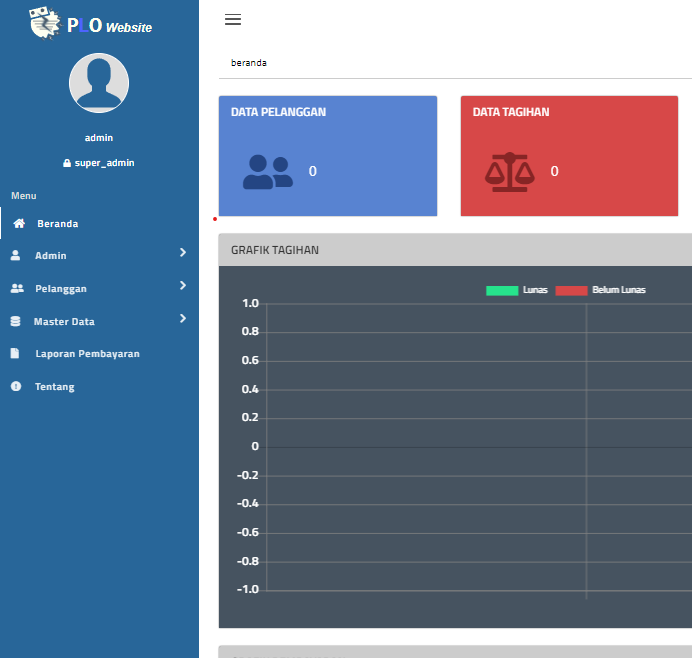 PLO Website
admin
super_admin
Menu
Beranda
Admin
Pelanggan
Master Data
Laporan Pembayaran
Tentang
beranda
DATA PELANGGAN
0
DATA TAGIHAN
0
GRAFIK TAGIHAN
Lunas
Belum Lunas
1.0
0.8
0.6
0.4
0.2
0
-0.2
-0.4
-0.6
-0.8
-1.0